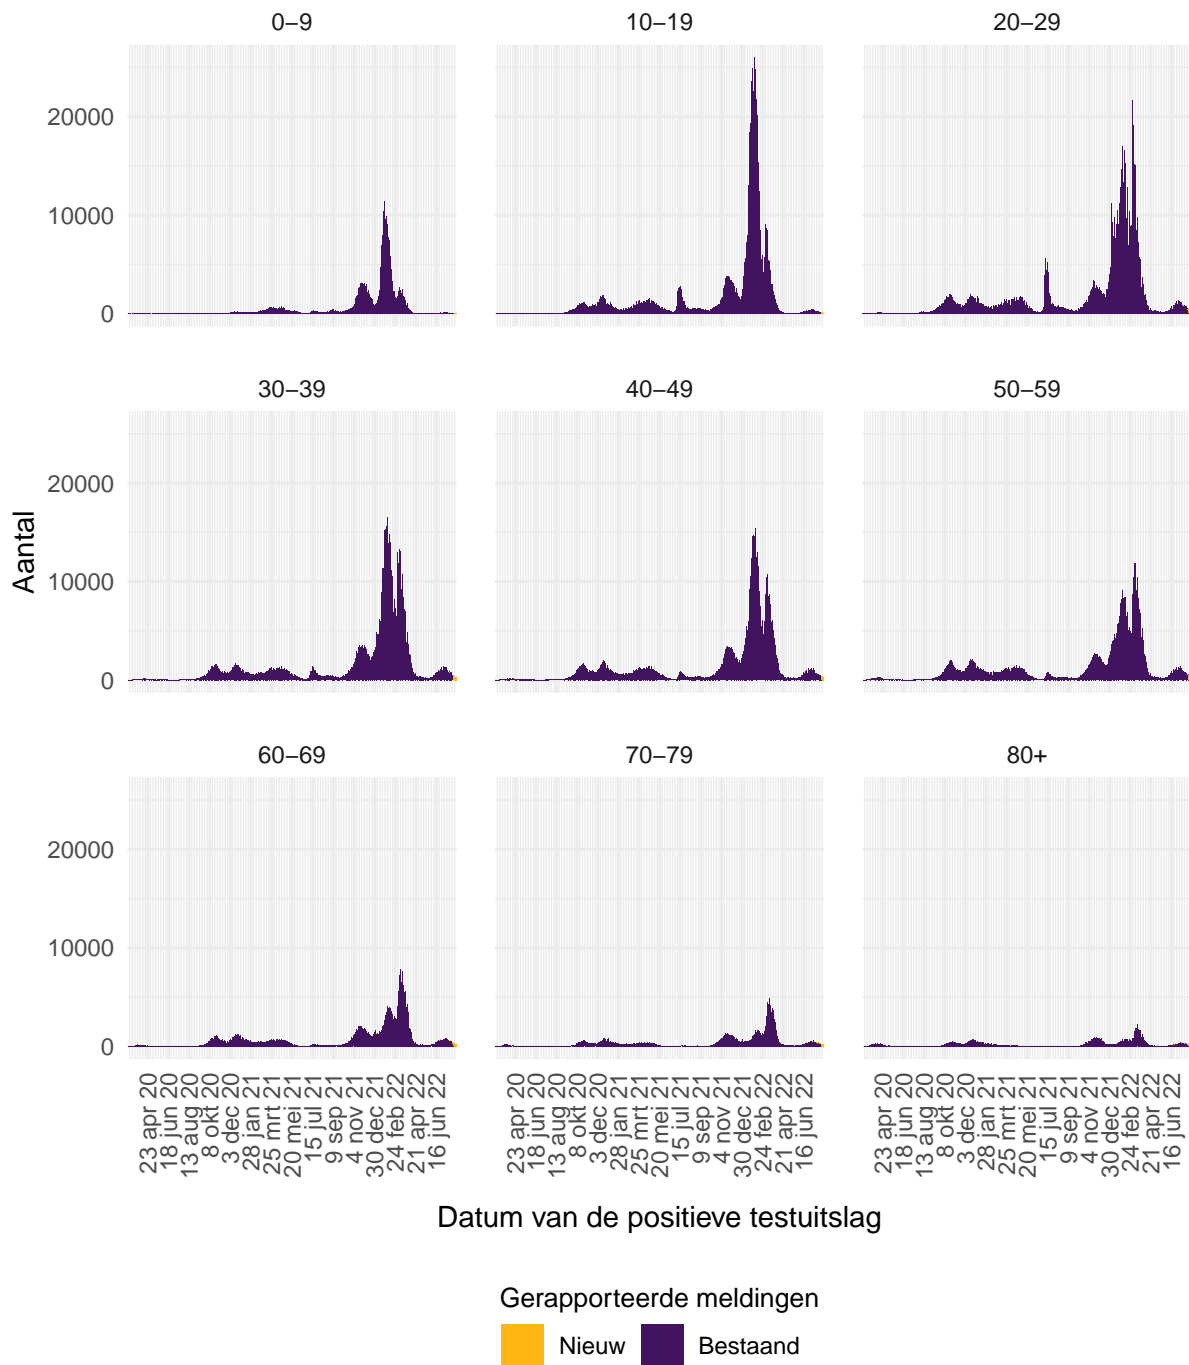 0–9 10–19 20–29
20000
10000
0
30–39 40–49 50–59
20000
10000
0
Aantal
60–69 70–79 80+
20000
10000
0
23 apr 20
18 jun 20
13 aug 20
8 okt 20
3 dec 20
28 jan 21
25 mrt 21
20 mei 21
15 jul 21
9 sep 21
4 nov 21
30 dec 21
24 feb 22
21 apr 22
16 jun 22
23 apr 20
18 jun 20
13 aug 20
8 okt 20
3 dec 20
28 jan 21
25 mrt 21
20 mei 21
15 jul 21
9 sep 21
4 nov 21
30 dec 21
24 feb 22
21 apr 22
16 jun 22
23 apr 20
18 jun 20
13 aug 20
8 okt 20
3 dec 20
28 jan 21
25 mrt 21
20 mei 21
15 jul 21
9 sep 21
4 nov 21
30 dec 21
24 feb 22
21 apr 22
16 jun 22
Datum van de positieve testuitslag
Gerapporteerde meldingen
Nieuw Bestaand